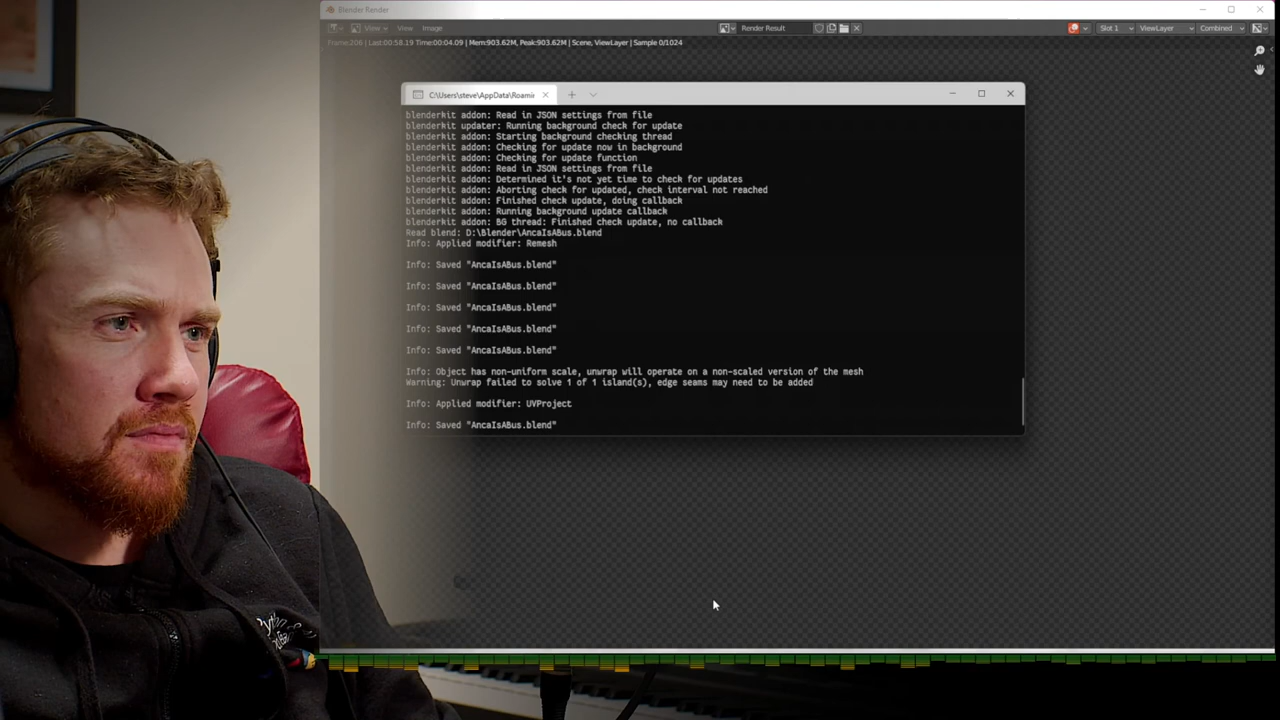 Blender Render
View View Image Render Result Slot 1 ViewLayer Combined
Frame:206 | Last:00:58.19 Time:00:04.09 | Mem:903.62M, Peak:903.62M | Scene, ViewLayer | Sample 0/1024
C:\Users\steve\AppData\Roami
blenderkit addon: Read in JSON settings from file
blenderkit updater: Running background check for update
blenderkit addon: Starting background checking thread
blenderkit addon: Checking for update now in background
blenderkit addon: Checking for update function
blenderkit addon: Read in JSON settings from file
blenderkit addon: Determined it's not yet time to check for updates
blenderkit addon: Aborting check for updated, check interval not reached
blenderkit addon: Finished check update, doing callback
blenderkit addon: Running background update callback
blenderkit addon: BG thread: Finished check update, no callback
Read blend: D:\Blender\AncaIsABus.blend
Info: Applied modifier: Remesh
Info: Saved "AncaIsABus.blend"
Info: Saved "AncaIsABus.blend"
Info: Saved "AncaIsABus.blend"
Info: Saved "AncaIsABus.blend"
Info: Saved "AncaIsABus.blend"
Info: Object has non-uniform scale, unwrap will operate on a non-scaled version of the mesh
Warning: Unwrap failed to solve 1 of 1 island(s), edge seams may need to be added
Info: Applied modifier: UVProject
Info: Saved "AncaIsABus.blend"